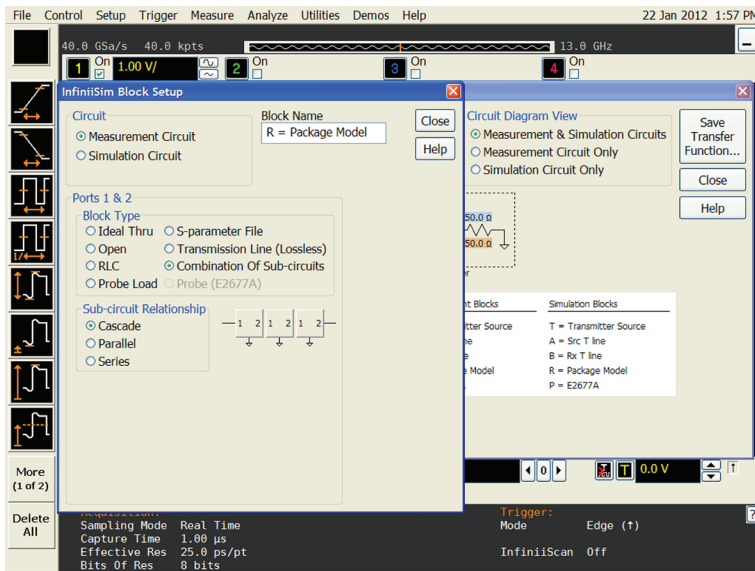 File Control Setup Trigger Measure Analyze Utilities Demos Help 22 Jan 2012 1:57 PM
40.0 GSa/s 40.0 kpts 13.0 GHz
1 On 1.00 V/ 2 On 3 On 4 On
InfiniiSim Block Setup
Circuit
Measurement Circuit
Simulation Circuit
Block Name
R = Package Model
Close
Help
Ports 1 & 2
Block Type
Ideal Thru S-parameter File
Open Transmission Line (Lossless)
RLC Combination Of Sub-circuits
Probe Load Probe (E2677A)
Sub-circuit Relationship
Cascade
Parallel
Series
1 2 1 2 1 2
Circuit Diagram View
Measurement & Simulation Circuits
Measurement Circuit Only
Simulation Circuit Only
Save
Transfer
Function...
Close
Help
50.0 Ω
50.0 Ω
Simulation Blocks
T = Transmitter Source
A = Src T line
B = Rx T line
R = Package Model
P = E2677A
1/
More
(1 of 2)
Delete
All
0
T 0.0 V
Acquisition:
Sampling Mode Real Time
Capture Time 1.00 µs
Effective Res 25.0 ps/pt
Bits Of Res 8 bits
Trigger:
Mode Edge (↑)
InfiniiScan Off
?